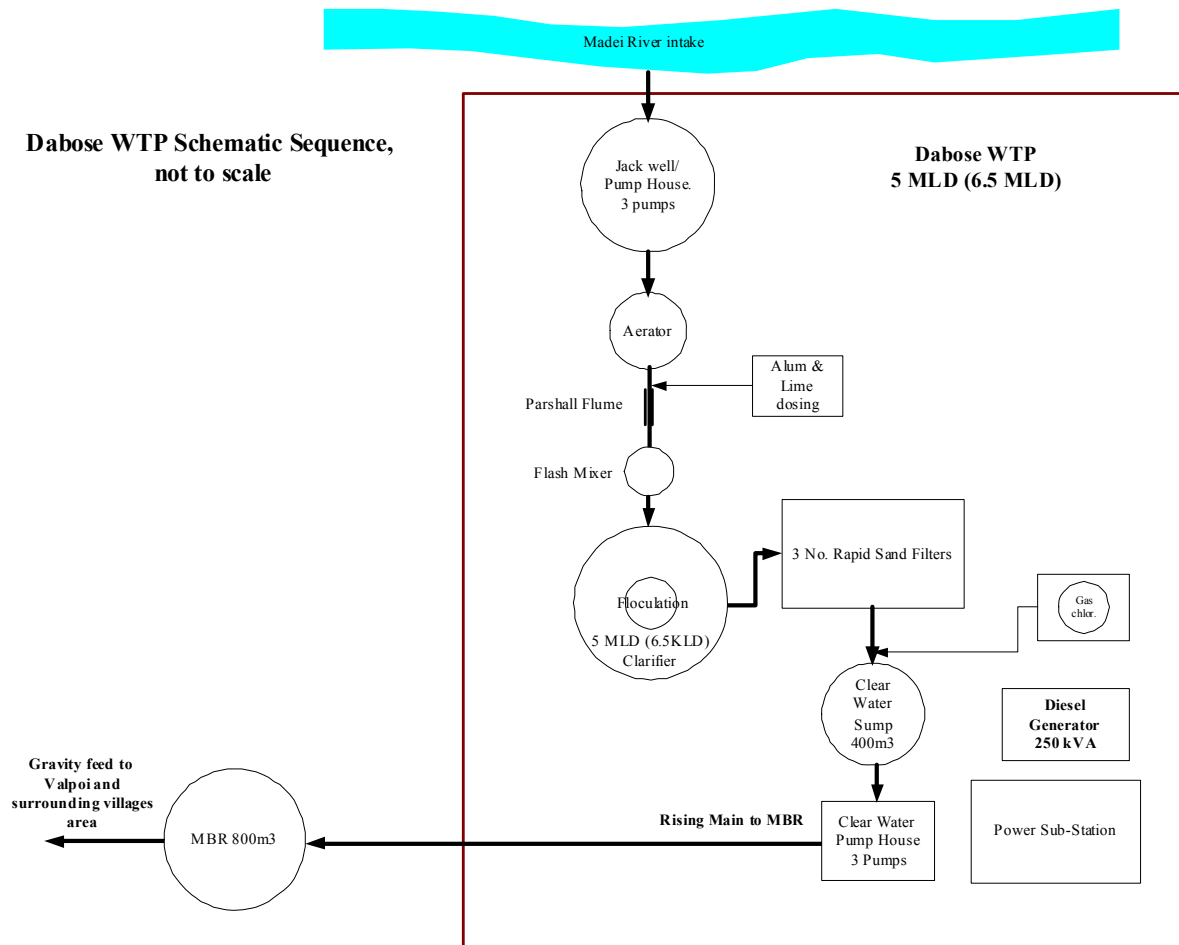 Madei River intake
Dabose WTP Schematic Sequence,
not to scale
Dabose WTP
5 MLD (6.5 MLD)
Jack well/
Pump House.
3 pumps
Aerator
Alum &
Lime
dosing
Parshall Flume
Flash Mixer
3 No. Rapid Sand Filters
Floculation
5 MLD (6.5KLD)
Clarifier
Gas
chlor.
Clear
Water
Sump
400m3
Diesel
Generator
250 kVA
Gravity feed to
Valpoi and
surrounding villages
area
MBR 800m3
Rising Main to MBR
Clear Water
Pump House
3 Pumps
Power Sub-Station